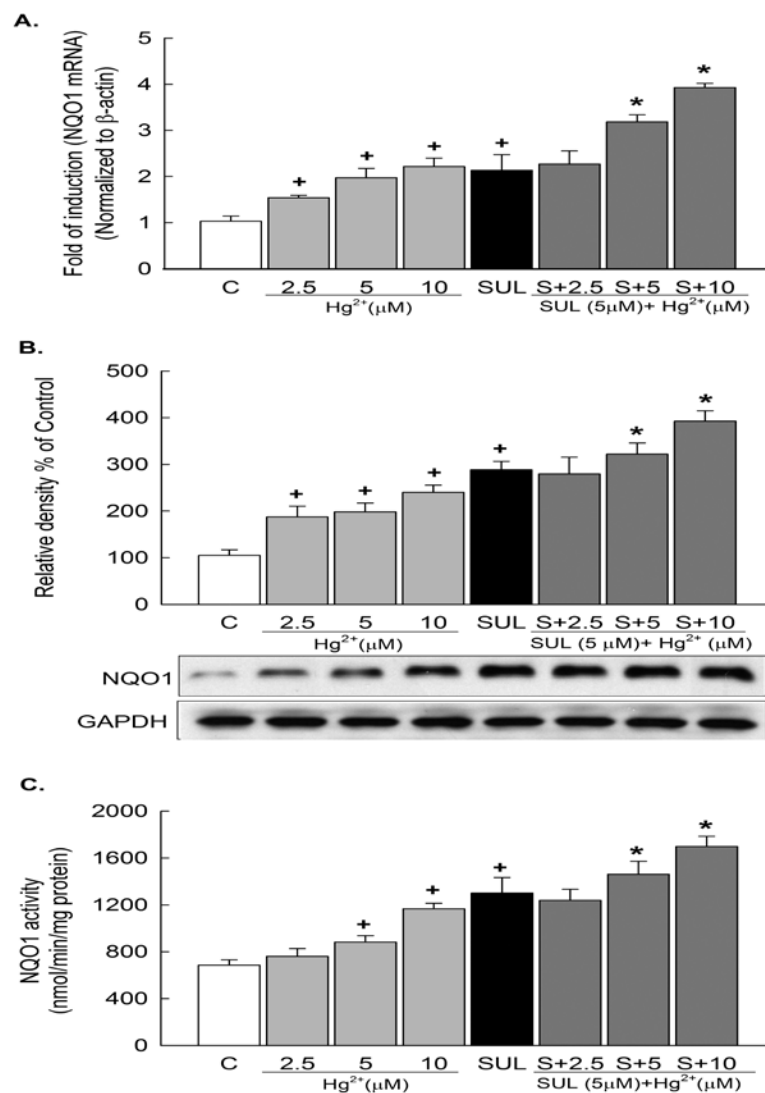 A.
Fold of induction (NQO1 mRNA)
(Normalized to β-actin)
5
4
3
2
1
0
+ + + + * *
C 2.5 5 10 SUL S+2.5 S+5 S+10
Hg²⁺(μM) SUL (5μM)+ Hg²⁺(μM)
B.
Relative density % of Control
500
400
300
200
100
0
+ + + + * *
C 2.5 5 10 SUL S+2.5 S+5 S+10
Hg²⁺(μM) SUL (5 μM)+ Hg²⁺ (μM)
NQO1
GAPDH
C.
NQO1 activity
(nmol/min/mg protein)
2000
1600
1200
800
400
0
+ + + * *
C 2.5 5 10 SUL S+2.5 S+5 S+10
Hg²⁺(μM) SUL (5μM)+Hg²⁺(μM)